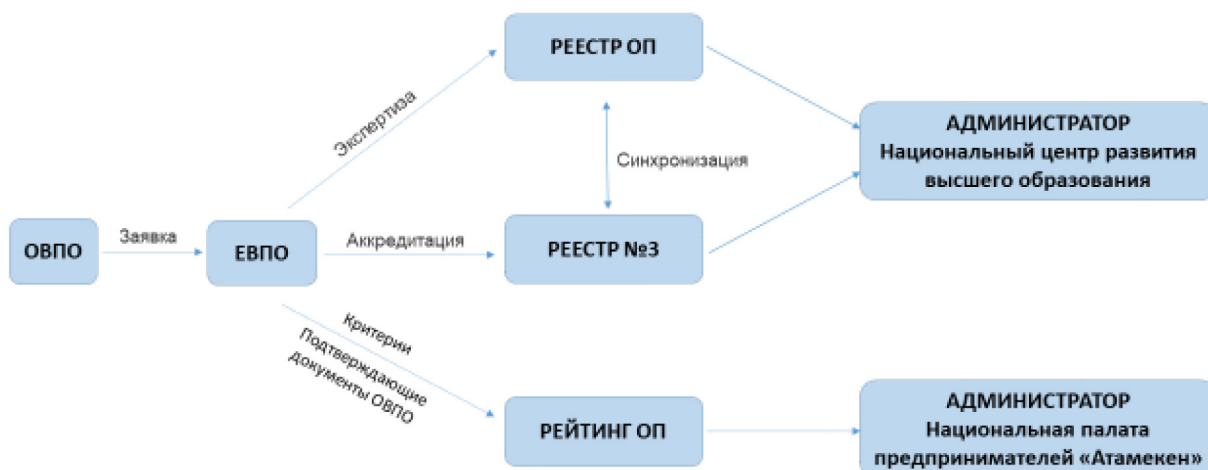 РЕЕСТР ОП
Экспертиза
АДМИНИСТРАТОР
Национальный центр развития
высшего образования
Синхронизация
ОВПО
Заявка
ЕВПО
Аккредитация
РЕЕСТР №3
Критерии
Подтверждающие
документы ОВПО
РЕЙТИНГ ОП
АДМИНИСТРАТОР
Национальная палата
предпринимателей «Атамекен»